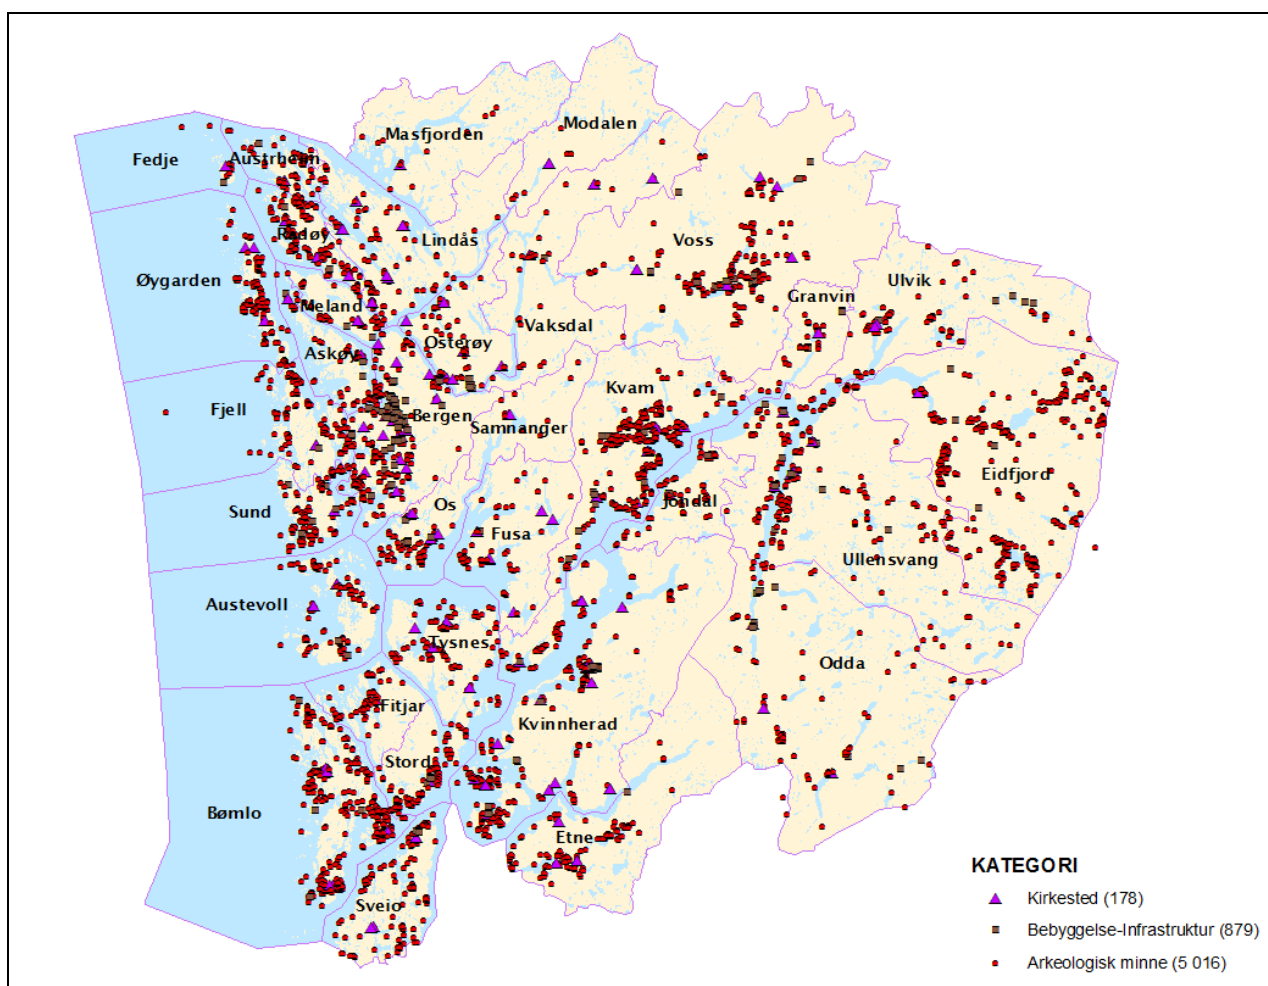 Masfjorden
Modalen
Fedje
Austrheim
Radøy
Lindås
Voss
Øygarden
Ulvik
Granvin
Meland
Vaksdal
Osterøy
Askøy
Kvam
Fjell
Bergen
Samnanger
Eidfjord
Sund
Os
Jondal
Fusa
Ullensvang
Austevoll
Tysnes
Odda
Fitjar
Kvinnherad
Stord
Bømlo
Etne
Sveio
KATEGORI
Kirkested (178)
Bebyggelse-Infrastruktur (879)
Arkeologisk minne (5 016)